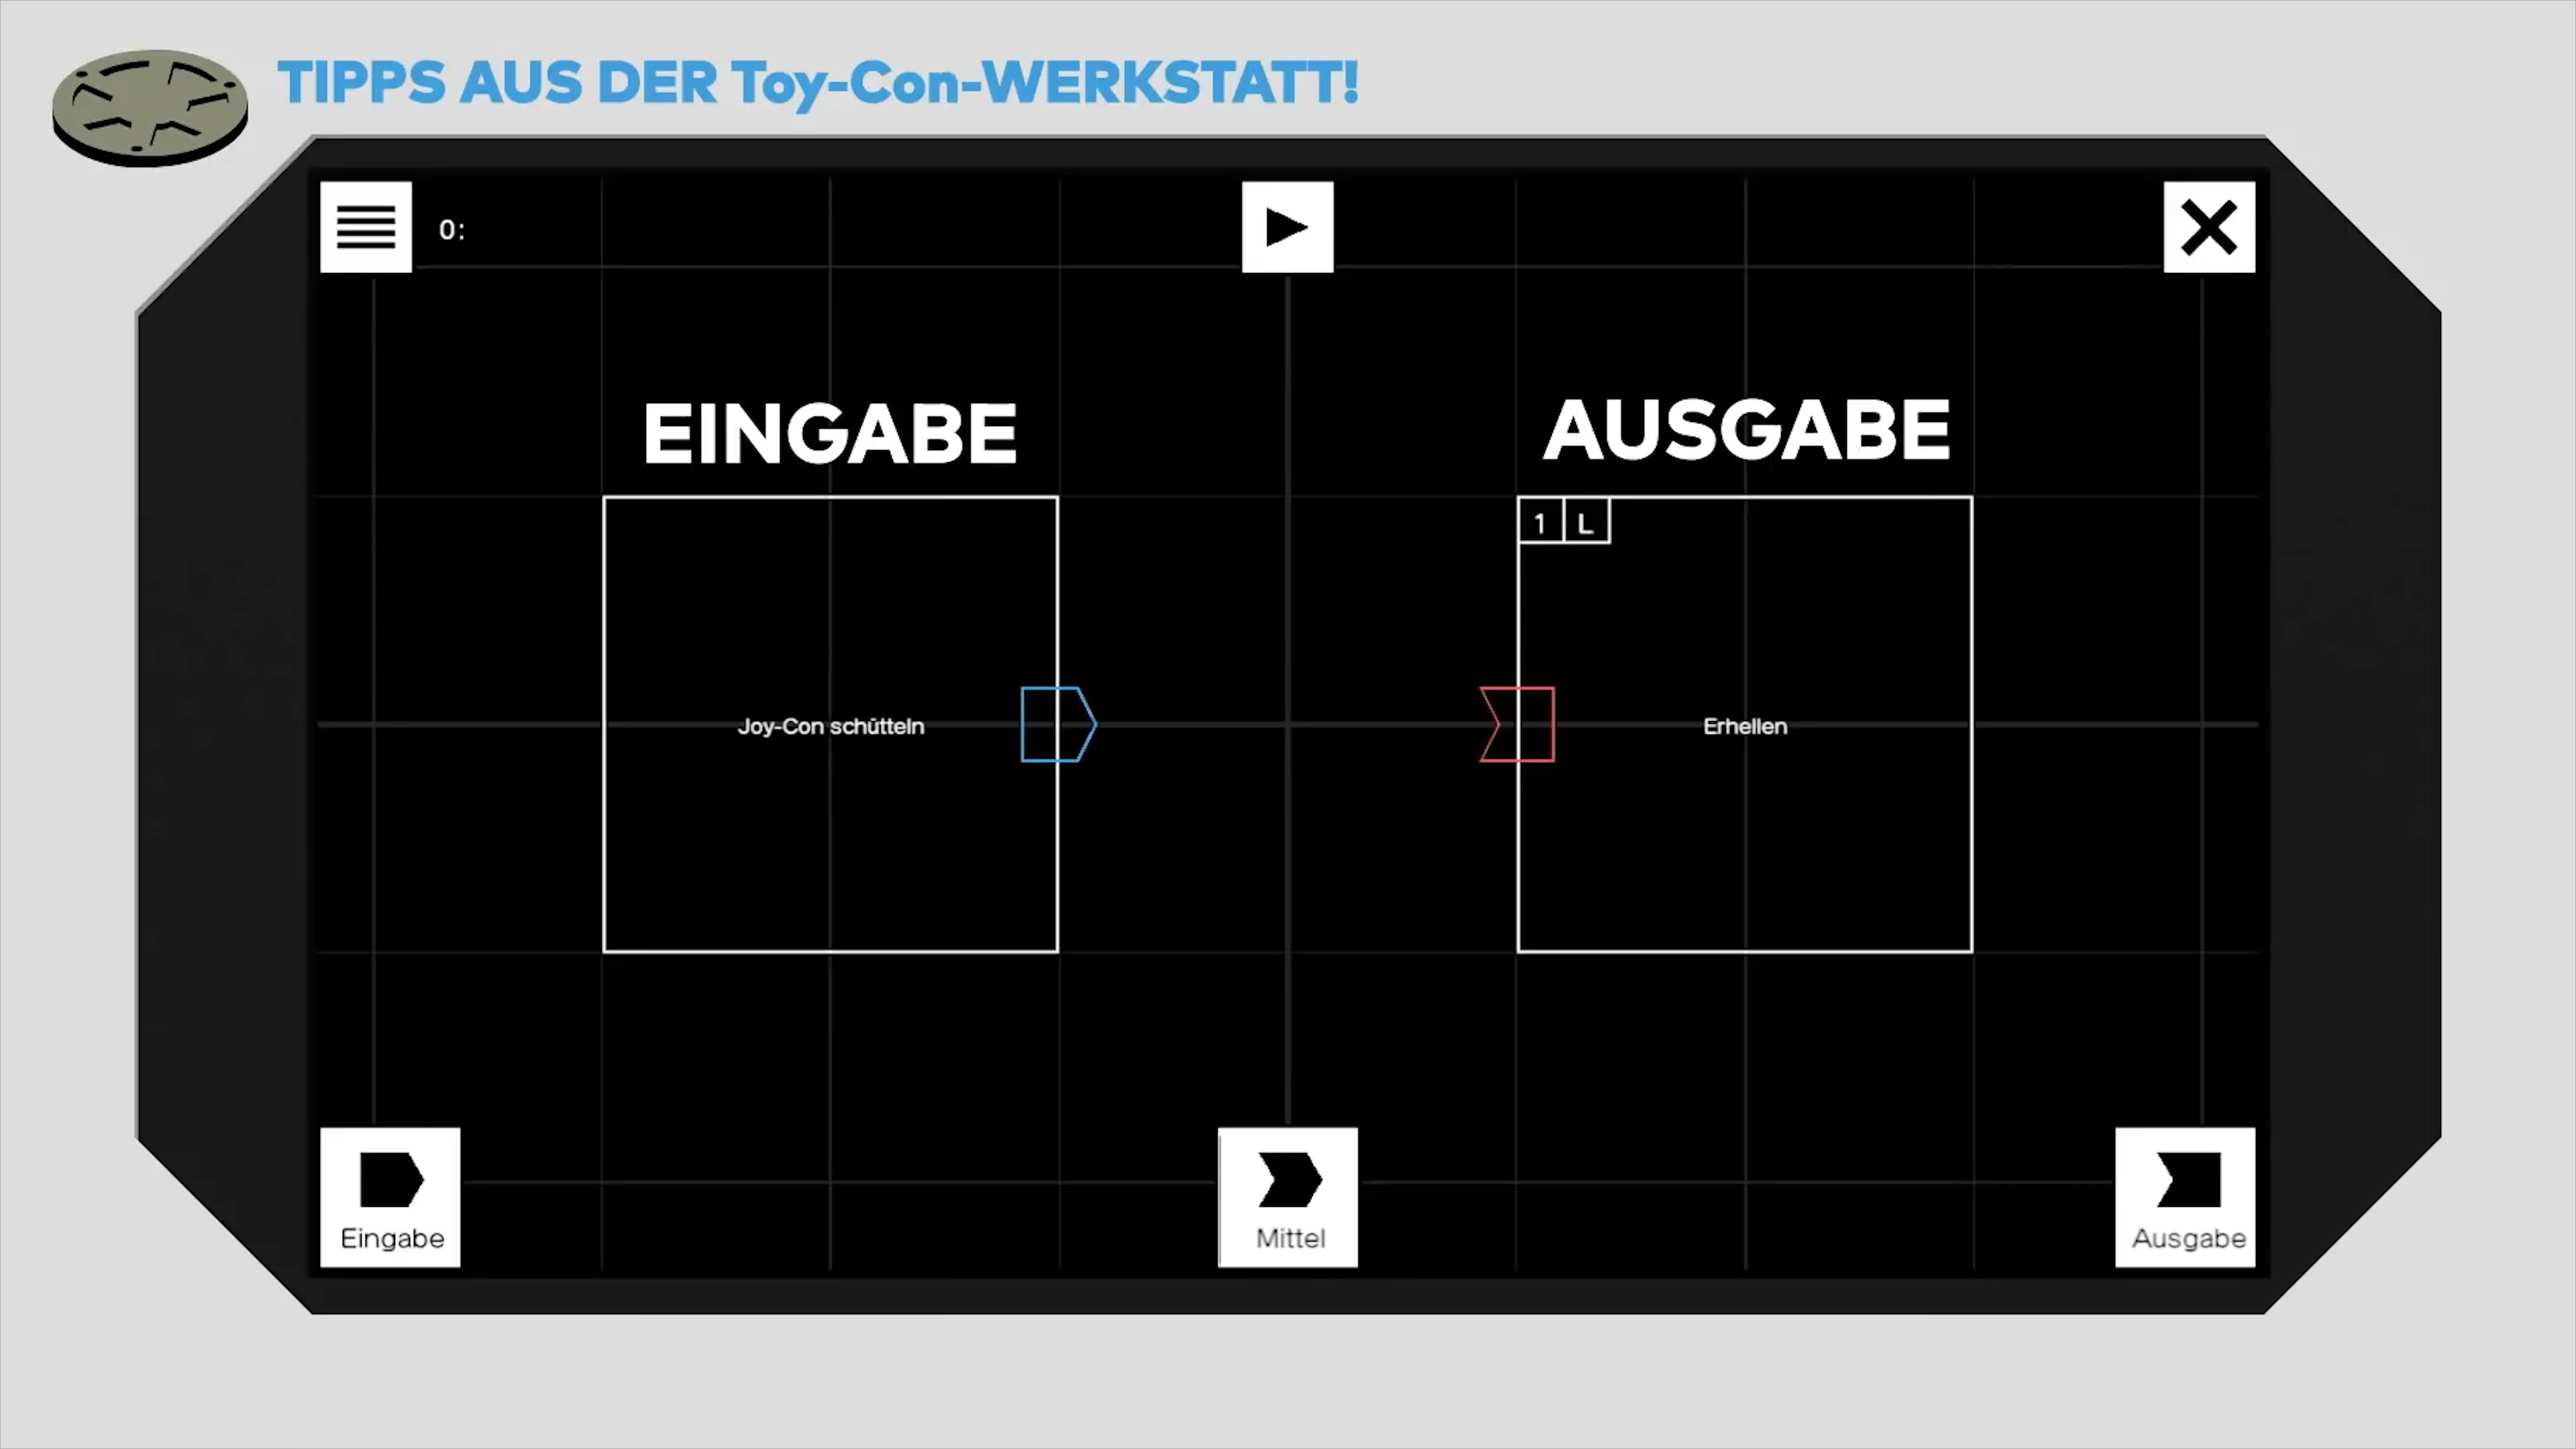 TIPPS AUS DER Toy-Con-WERKSTATT!
0:
EINGABE
AUSGABE
1 L
Joy-Con schütteln
Erhellen
Eingabe
Mittel
Ausgabe